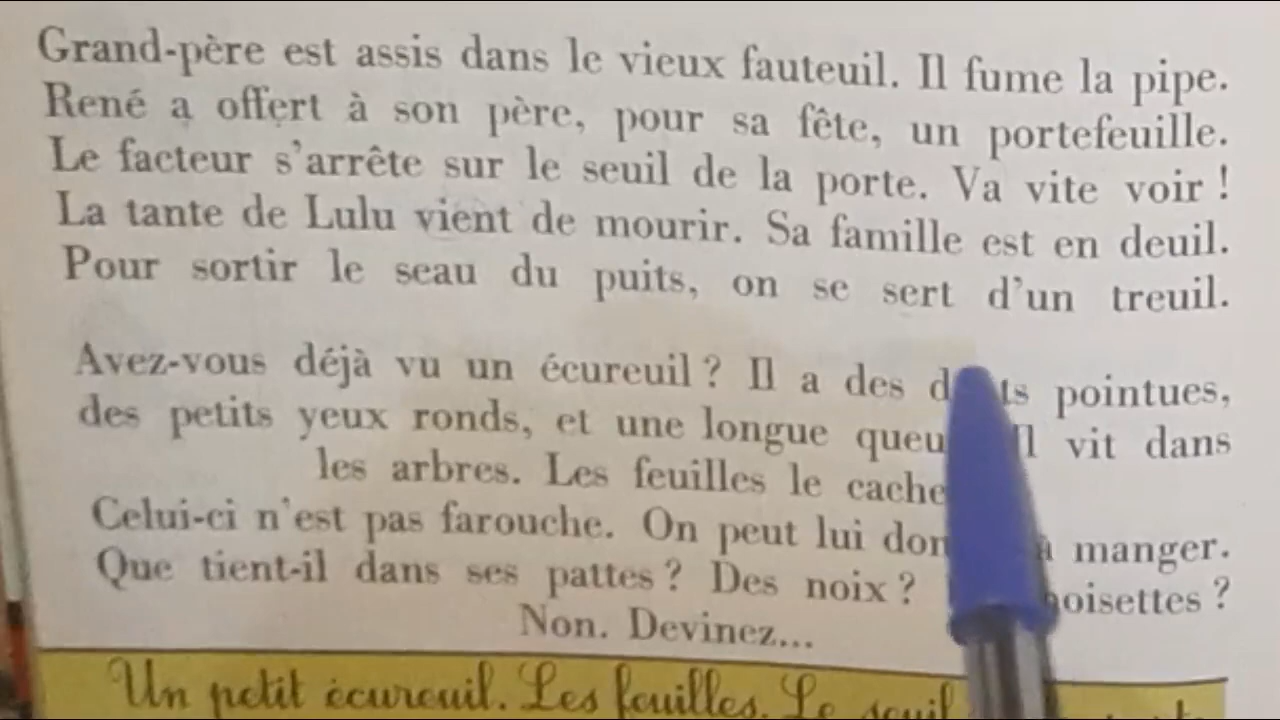 Grand-père est assis dans le vieux fauteuil. Il fume la pipe.
René a offert à son père, pour sa fête, un portefeuille.
Le facteur s'arrête sur le seuil de la porte. Va vite voir !
La tante de Lulu vient de mourir. Sa famille est en deuil.
Pour sortir le seau du puits, on se sert d'un treuil.
Avez-vous déjà vu un écureuil ? Il a des pointues,
des petits yeux ronds, et une longue Il vit dans
les arbres. Les feuilles le
Celui-ci n'est pas farouche. On peut lui à manger.
Que tient-il dans ses pattes ? Des noix ? noisettes ?
Non. Devinez...
Un petit écureuil. Les feuilles. Le seuil